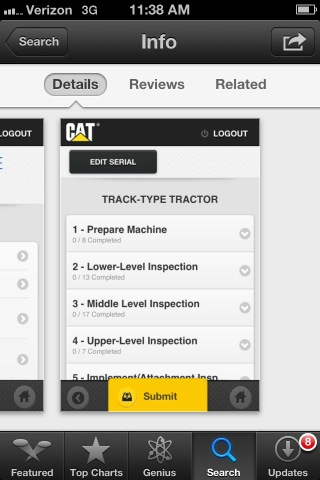 Verizon 3G 11:38 AM
Search Info
Details Reviews Related
LOGOUT
CAT LOGOUT
EDIT SERIAL
E
TRACK-TYPE TRACTOR
1 - Prepare Machine
0 / 8 Completed
2 - Lower-Level Inspection
0 / 13 Completed
3 - Middle Level Inspection
0 / 17 Completed
4 - Upper-Level Inspection
0 / 7 Completed
5 - Implement/Attachment Insp...
Submit
8
Featured Top Charts Genius Search Updates